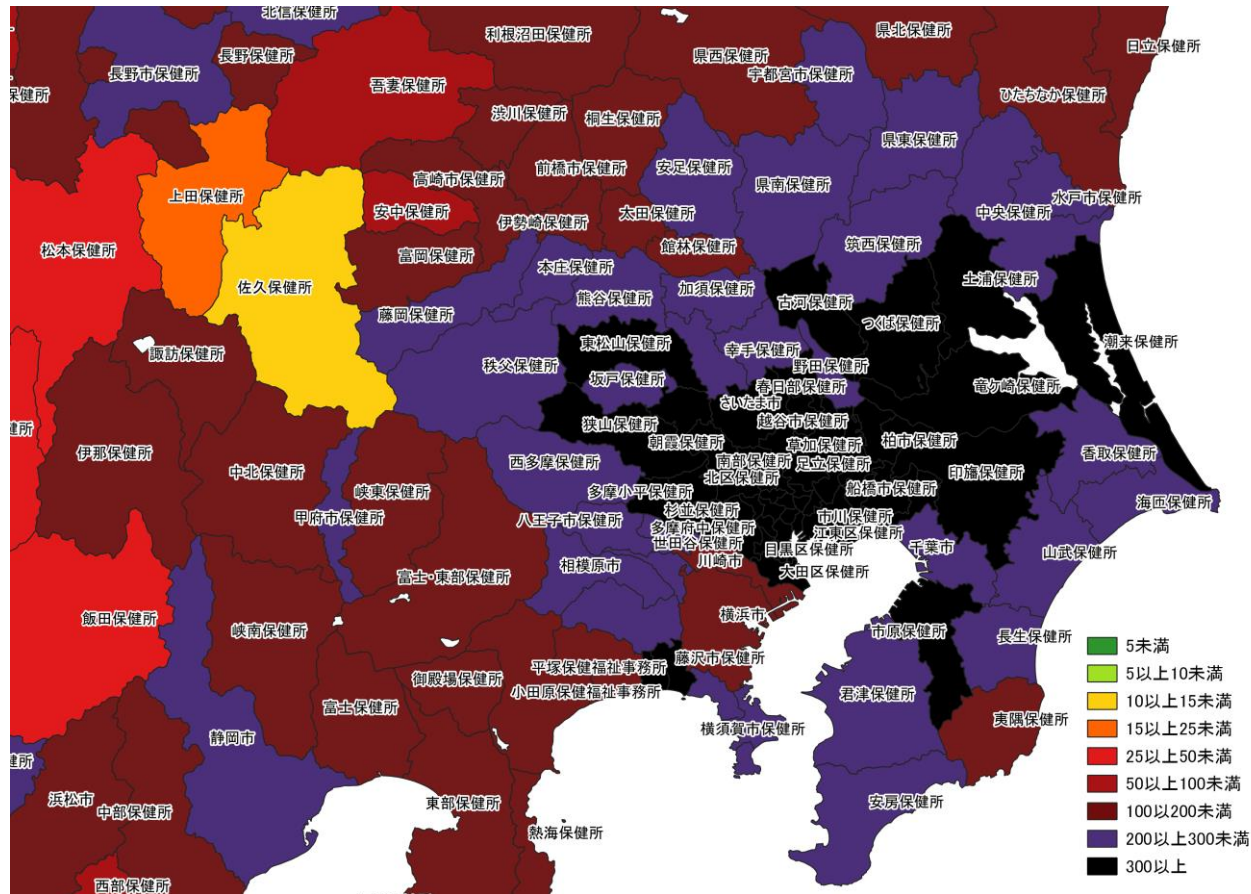 北信保健所
利根沼田保健所
県北保健所
日立保健所
長野保健所
長野市保健所
県西保健所
宇都宮市保健所
吾妻保健所
保健所
ひたちなか保健所
渋川保健所
桐生保健所
県東保健所
前橋市保健所
安足保健所
高崎市保健所
県南保健所
上田保健所
水戸市保健所
安中保健所
太田保健所
中央保健所
伊勢崎保健所
松本保健所
館林保健所
筑西保健所
富岡保健所
本庄保健所
土浦保健所
佐久保健所
熊谷保健所
加須保健所
古河保健所
藤岡保健所
つくば保健所
東松山保健所
潮来保健所
諏訪保健所
幸手保健所
秩父保健所
野田保健所
坂戸保健所
春日部保健所
竜ケ崎保健所
さいたま市
越谷市保健所
狭山保健所
健所
朝霞保健所
草加保健所
柏市保健所
伊那保健所
香取保健所
中北保健所
西多摩保健所
南部保健所
足立保健所
峡東保健所
北区保健所
印旛保健所
多摩小平保健所
船橋市保健所
海匝保健所
杉並保健所
甲府市保健所
市川保健所
八王子市保健所
多摩府中保健所
江東区保健所
世田谷保健所
目黒区保健所
千葉市
山武保健所
川崎市
相模原市
大田区保健所
富士・東部保健所
飯田保健所
横浜市
峡南保健所
市原保健所
長生保健所
5未満
藤沢市保健所
平塚保健福祉事務所
5以上10未満
御殿場保健所
小田原保健福祉事務所
君津保健所
10以上15未満
富士保健所
夷隅保健所
15以上25未満
横須賀市保健所
静岡市
25以上50未満
健所
50以上100未満
浜松市
安房保健所
中部保健所
東部保健所
100以200未満
熱海保健所
200以上300未満
300以上
西部保健所